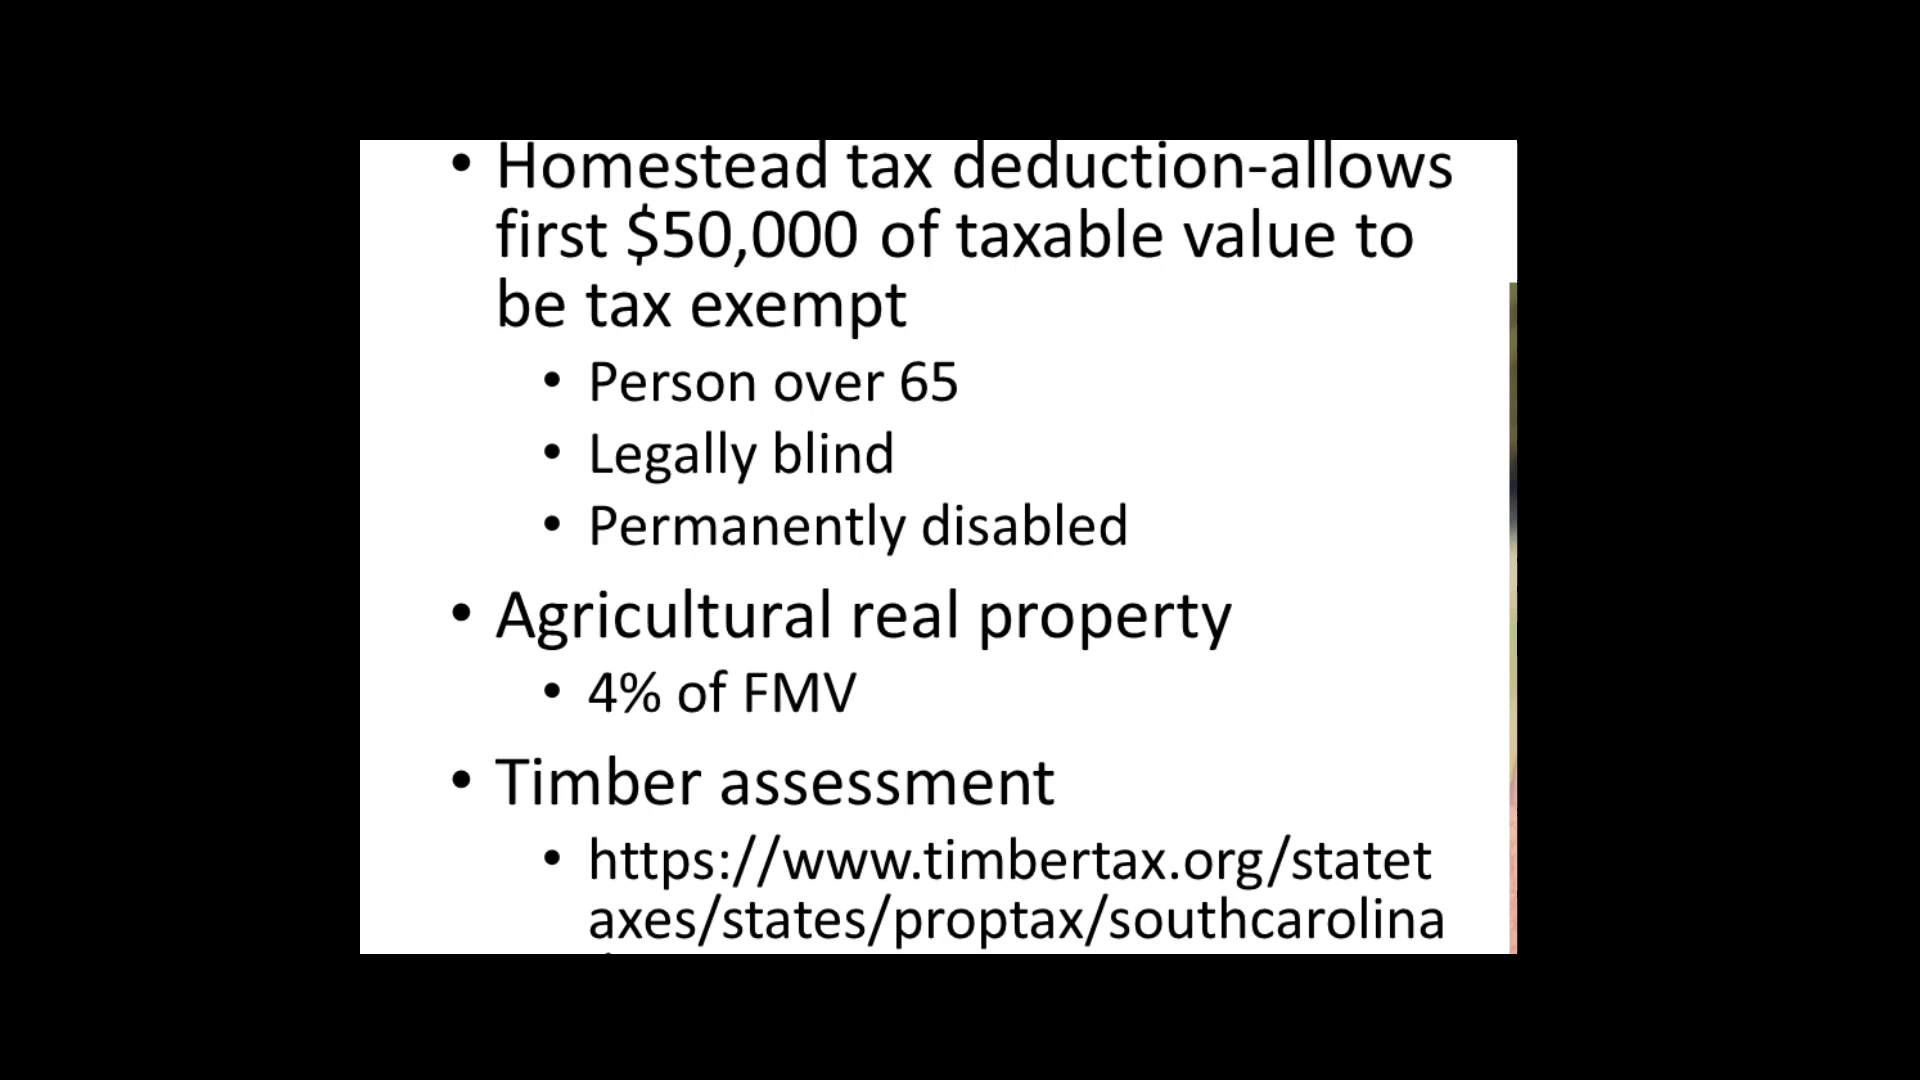 • Homestead tax deduction-allows
first $50,000 of taxable value to
be tax exempt
• Person over 65
• Legally blind
• Permanently disabled
• Agricultural real property
• 4% of FMV
• Timber assessment
• https://www.timbertax.org/statet
axes/states/proptax/southcarolina